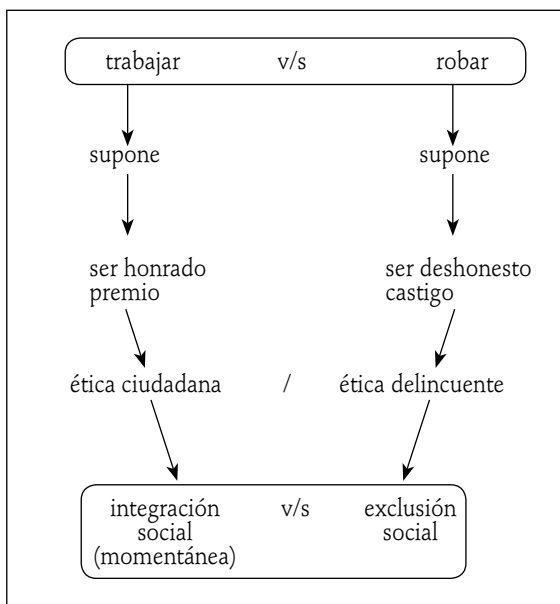 trabajar v/s robar
supone supone
ser honrado ser deshonesto
premio castigo
ética ciudadana / ética delincuente
integración v/s exclusión
social social
(momentánea)